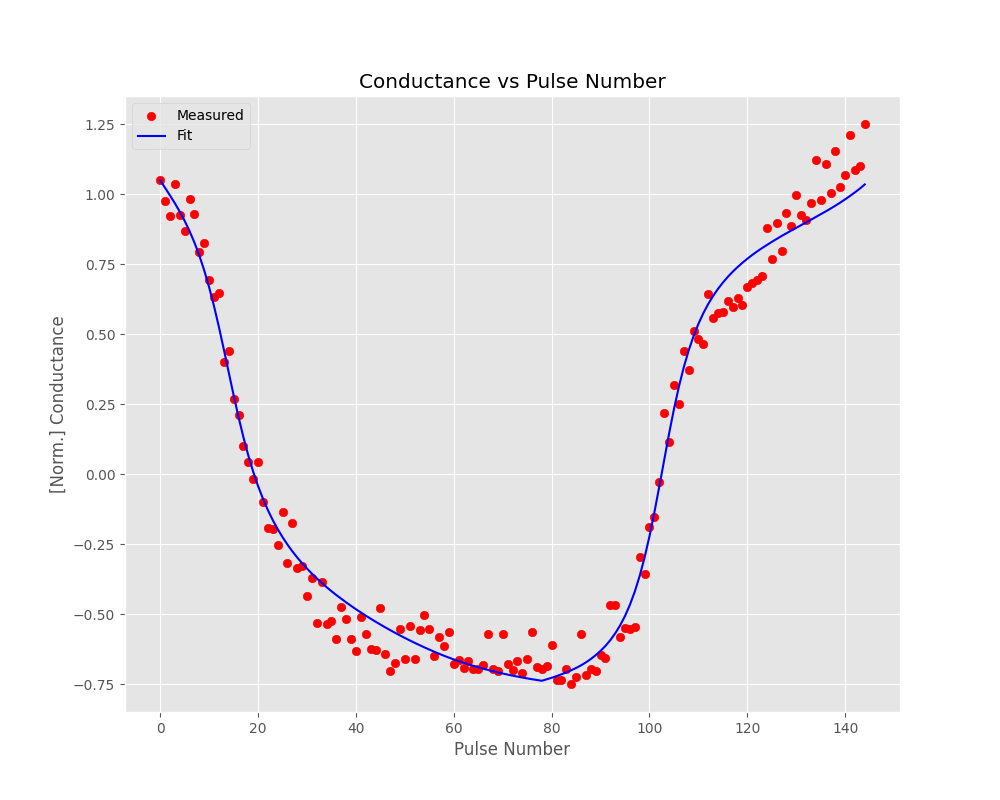 Conductance vs Pulse Number
Measured
Fit
1.25
1.00
0.75
0.50
0.25
0.00
−0.25
−0.50
−0.75
[Norm.] Conductance
0 20 40 60 80 100 120 140
Pulse Number